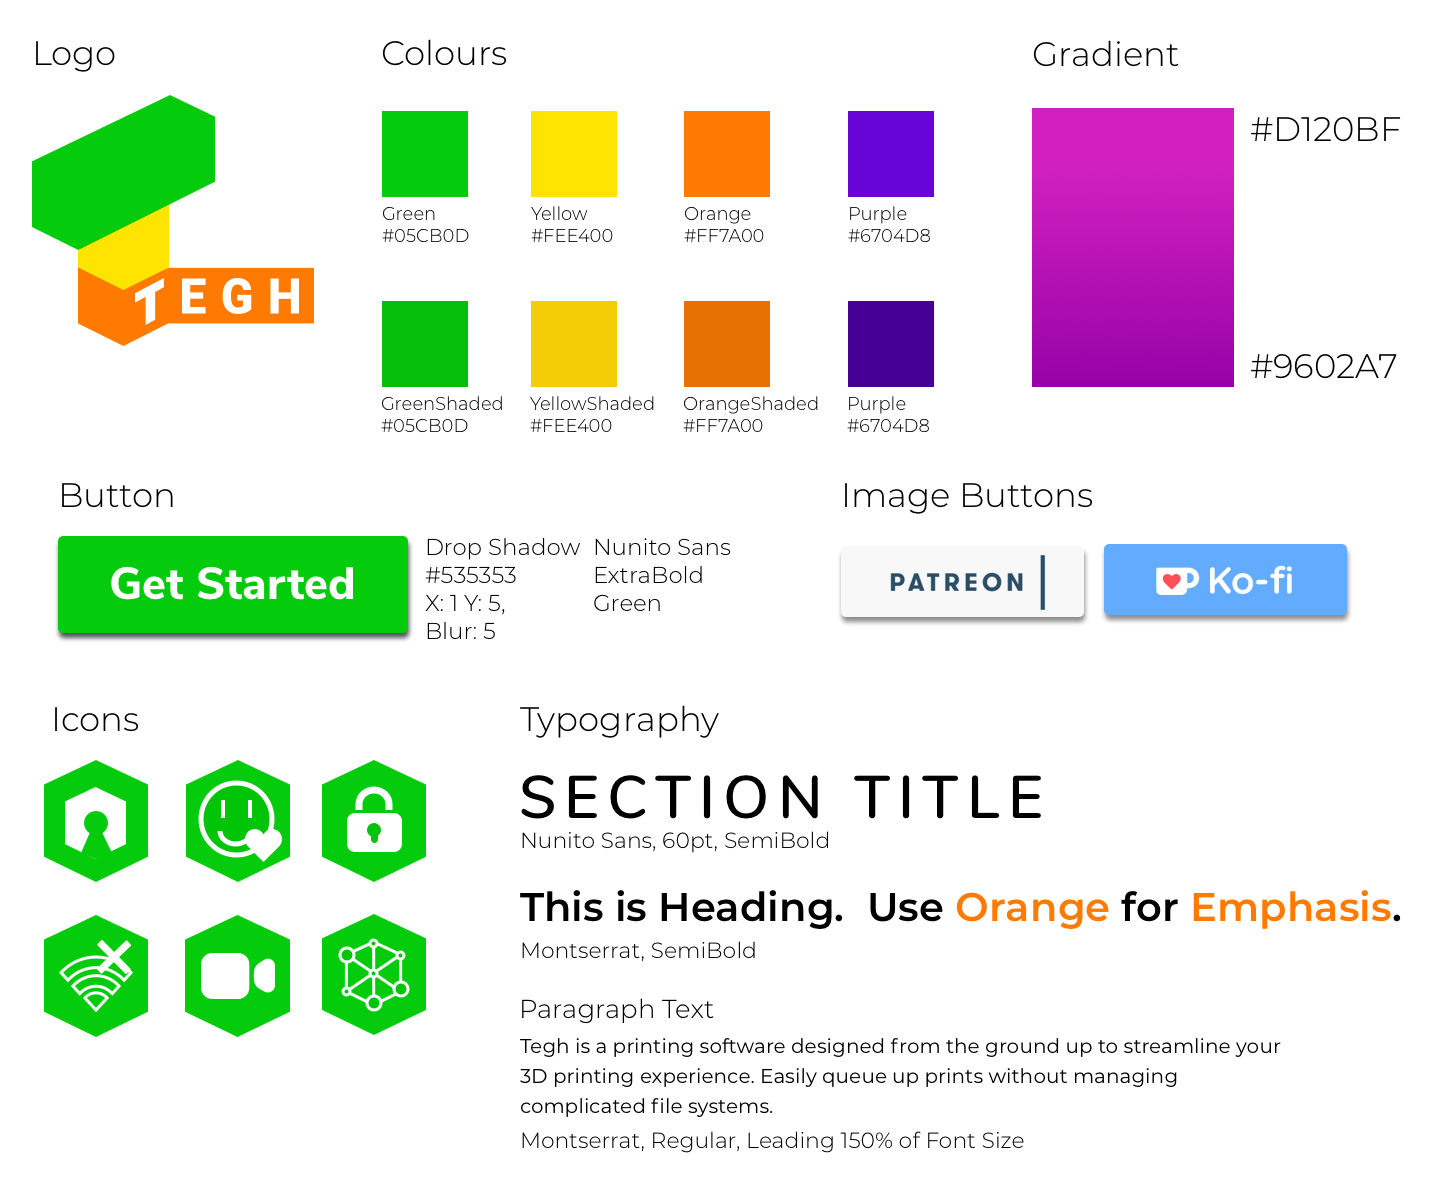 Logo
Colours
Gradient
TEGH
Green
#05CB0D
Yellow
#FEE400
Orange
#FF7A00
Purple
#6704D8
GreenShaded
#05CB0D
YellowShaded
#FEE400
OrangeShaded
#FF7A00
Purple
#6704D8
#D120BF
#9602A7
Button
Get Started
Drop Shadow
#535353
X: 1 Y: 5,
Blur: 5
Nunito Sans
ExtraBold
Green
Image Buttons
PATREON
Ko-fi
Icons
Typography
SECTION TITLE
Nunito Sans, 60pt, SemiBold
This is Heading.  Use Orange for Emphasis.
Montserrat, SemiBold
Paragraph Text
Tegh is a printing software designed from the ground up to streamline your
3D printing experience. Easily queue up prints without managing
complicated file systems.
Montserrat, Regular, Leading 150% of Font Size